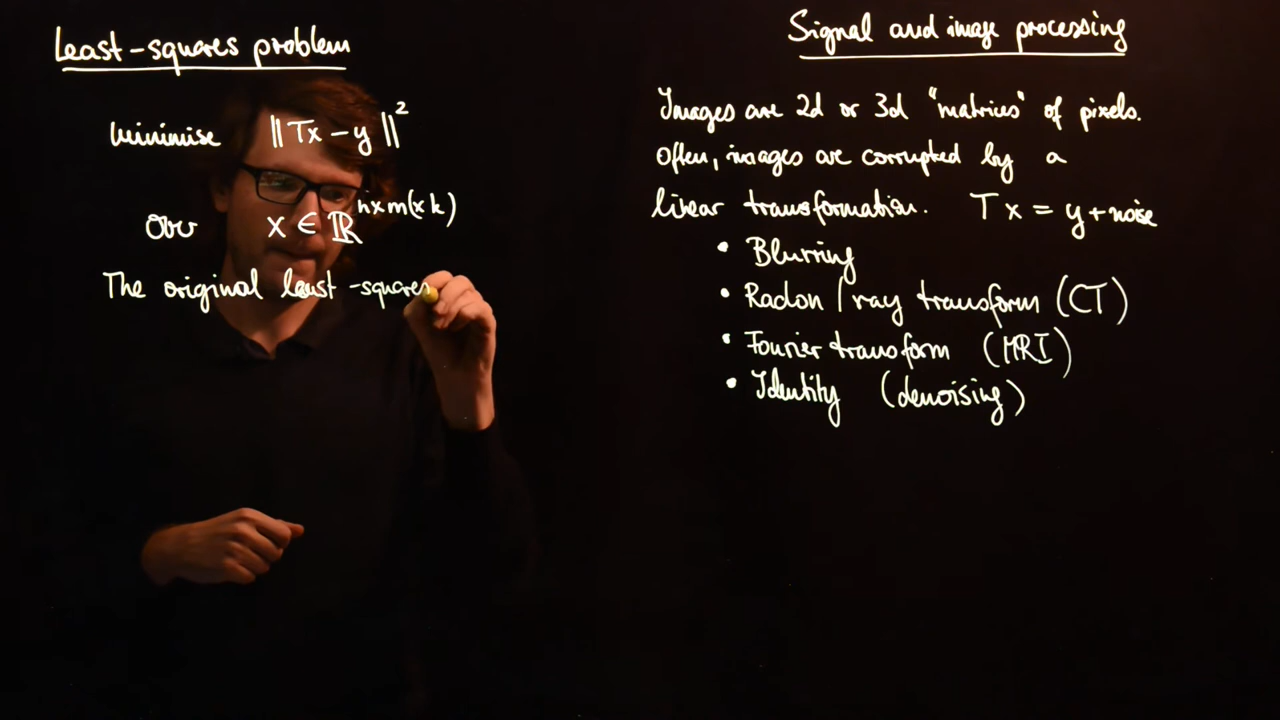 Least-squares problem
minimise ‖Tx − y‖²
over x ∈ ℝ^{n×m(×k)}
The original least-squares
Signal and image processing
Images are 2d or 3d "matrices" of pixels.
Often, images are corrupted by a
linear transformation. Tx = y + noise
• Blurring
• Radon / ray transform (CT)
• Fourier transform (MRI)
• Identity (denoising)